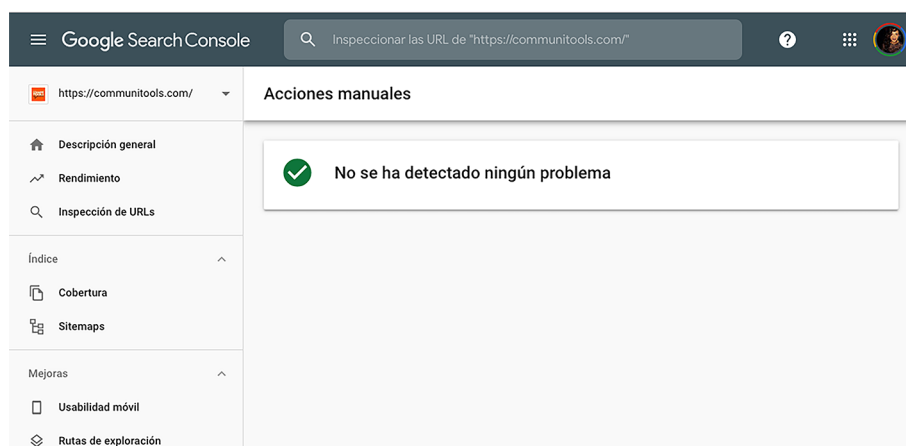 Google Search Console
Inspeccionar las URL de "https://communitools.com/"
https://communitools.com/
Acciones manuales
Descripción general
No se ha detectado ningún problema
Rendimiento
Inspección de URLs
Índice
Cobertura
Sitemaps
Mejoras
Usabilidad móvil
Rutas de exploración